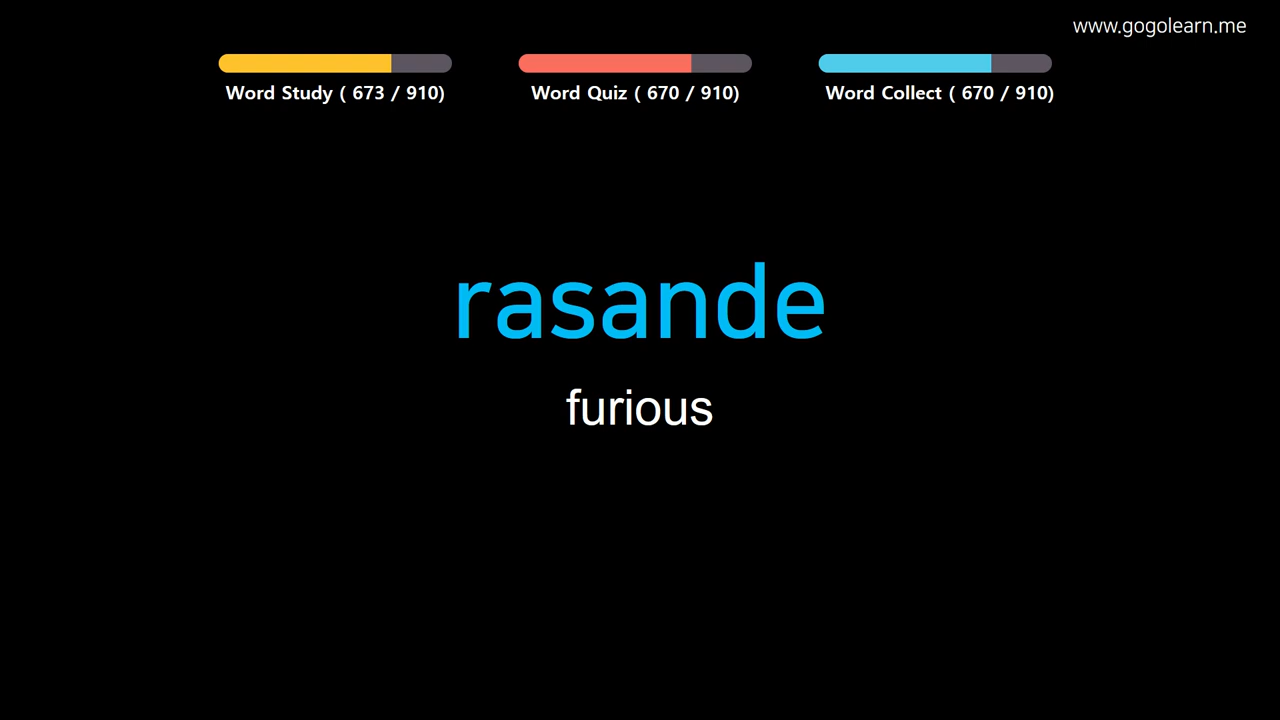 www.gogolearn.me
Word Study ( 673 / 910)
Word Quiz ( 670 / 910)
Word Collect ( 670 / 910)
rasande
furious